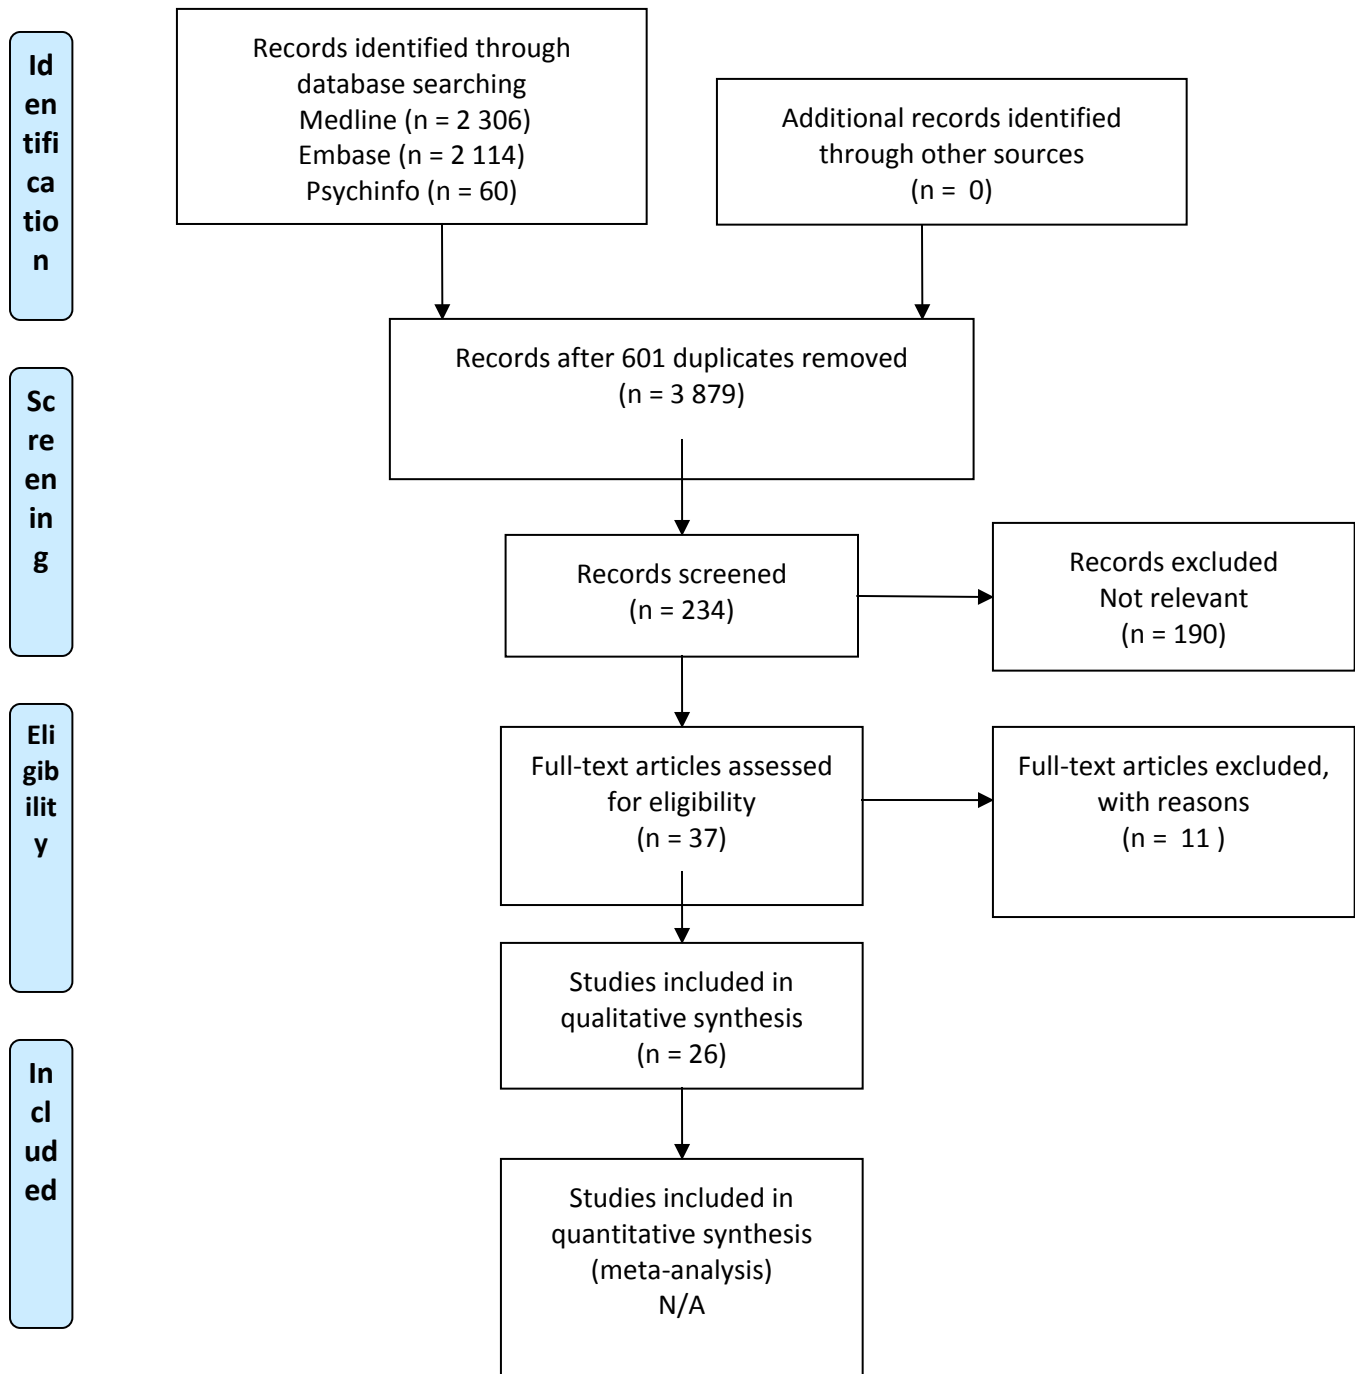 Id
en
tifi
ca
tio
n
Records identified through
database searching
Medline (n = 2 306)
Embase (n = 2 114)
Psychinfo (n = 60)
Additional records identified
through other sources
(n = 0)
Sc
re
en
in
g
Records after 601 duplicates removed
(n = 3 879)
Records screened
(n = 234)
Records excluded
Not relevant
(n = 190)
Eli
gib
ilit
y
Full-text articles assessed
for eligibility
(n = 37)
Full-text articles excluded,
with reasons
(n = 11 )
Studies included in
qualitative synthesis
(n = 26)
In
cl
ud
ed
Studies included in
quantitative synthesis
(meta-analysis)
N/A